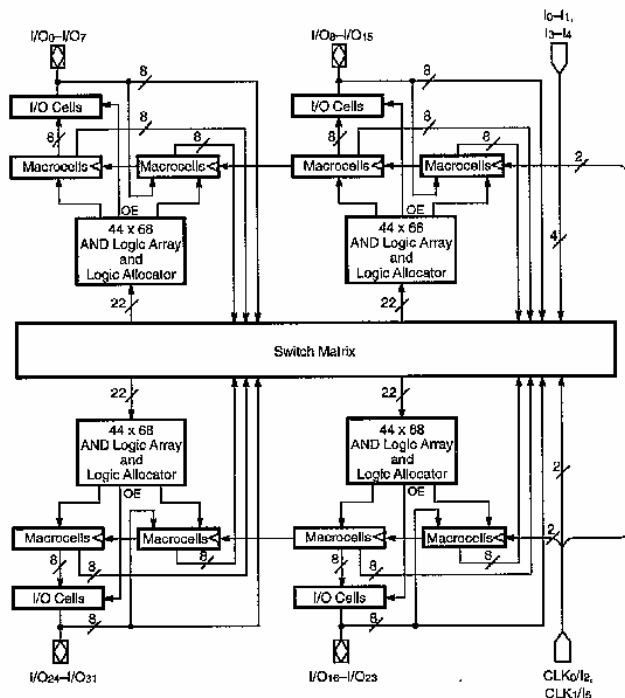 I/O0–I/O7
I/O8–I/O15
I0–I1,
I3–I4
8
8
I/O Cells
I/O Cells
8
8
8
8
8
8
Macrocells
Macrocells
Macrocells
Macrocells
2
OE
OE
44 x 68
AND Logic Array
and
Logic Allocator
44 x 68
AND Logic Array
and
Logic Allocator
4
22
22
Switch Matrix
22
22
44 x 68
AND Logic Array
and
Logic Allocator
44 x 68
AND Logic Array
and
Logic Allocator
2
OE
OE
Macrocells
Macrocells
Macrocells
Macrocells
2
8
8
8
8
8
8
I/O Cells
I/O Cells
8
8
I/O24–I/O31
I/O16–I/O23
CLK0/I2,
CLK1/I5